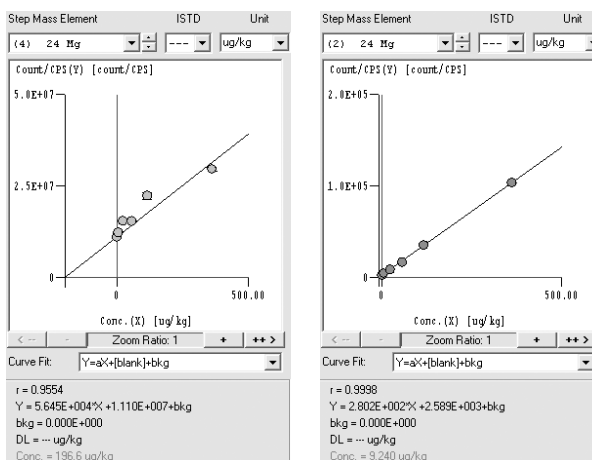 Step Mass Element ISTD Unit
(4) 24 Mg --- ug/kg
Count/CPS(Y) [count/CPS]
5.0E+07
2.5E+07
0
0 500.00
Conc.(X) [ug/kg]
< -- - Zoom Ratio: 1 + ++ >
Curve Fit: Y=aX+[blank]+bkg
r = 0.9554
Y = 5.645E+004*X +1.110E+007+bkg
bkg = 0.000E+000
DL = --- ug/kg
Conc. = 196.6 ug/kg
Step Mass Element ISTD Unit
(2) 24 Mg --- ug/kg
Count/CPS(Y) [count/CPS]
2.0E+05
1.0E+05
0
0 500.00
Conc.(X) [ug/kg]
< -- - Zoom Ratio: 1 + ++ >
Curve Fit: Y=aX+[blank]+bkg
r = 0.9998
Y = 2.802E+002*X +2.589E+003+bkg
bkg = 0.000E+000
DL = --- ug/kg
Conc. = 9.240 ug/kg